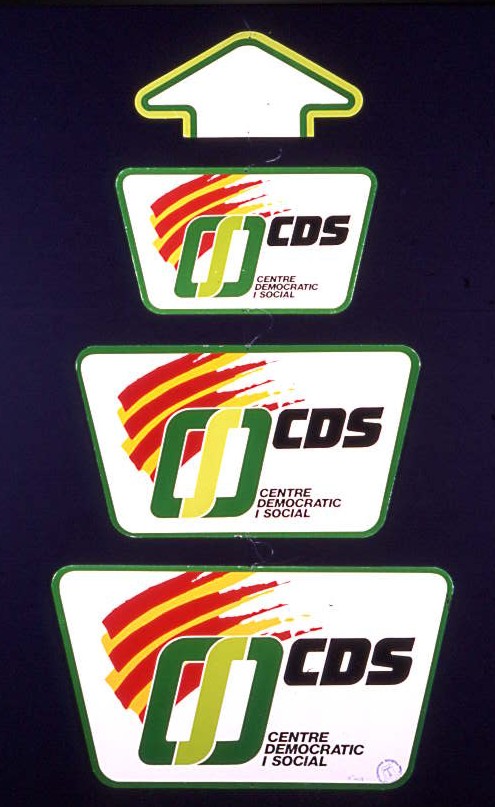 CDS
CENTRE
DEMOCRATIC
I SOCIAL
CDS
CENTRE
DEMOCRATIC
I SOCIAL
CDS
CENTRE
DEMOCRATIC
I SOCIAL